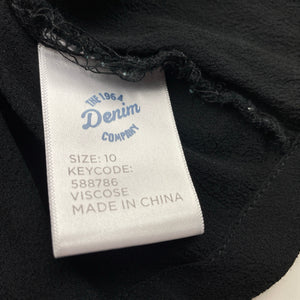 THE 1964
Denim
COMPANY
SIZE: 10
KEYCODE:
588786
VISCOSE
MADE IN CHINA